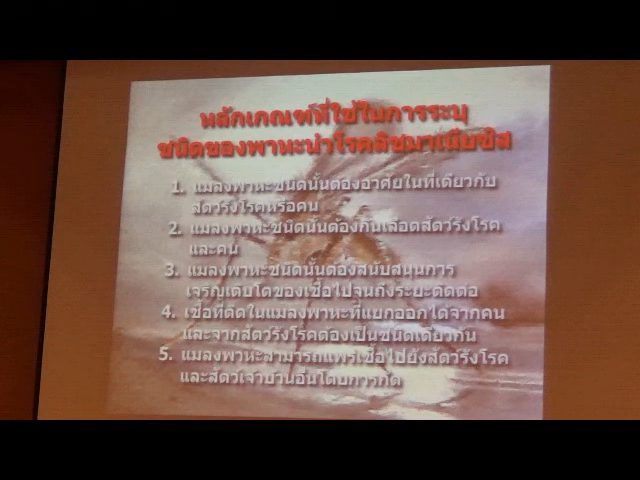 หลักเกณฑ์ที่ใช้ในการระบุ
ชนิดของพาหะนำโรคลิชมาเนียซิส
1. แมลงพาหะชนิดนั้นต้องอาศัยในที่เดียวกับ
สัตว์รังโรคหรือคน
2. แมลงพาหะชนิดนั้นต้องกินเลือดสัตว์รังโรค
และคน
3. แมลงพาหะชนิดนั้นต้องสนับสนุนการ
เจริญเติบโตของเชื้อไปจนถึงระยะติดต่อ
4. เชื้อที่ติดในแมลงพาหะที่แยกออกได้จากคน
และจากสัตว์รังโรคต้องเป็นชนิดเดียวกัน
5. แมลงพาหะสามารถแพร่เชื้อไปยังสัตว์รังโรค
และสัตว์เจ้าบ้านอื่นโดยการกัด